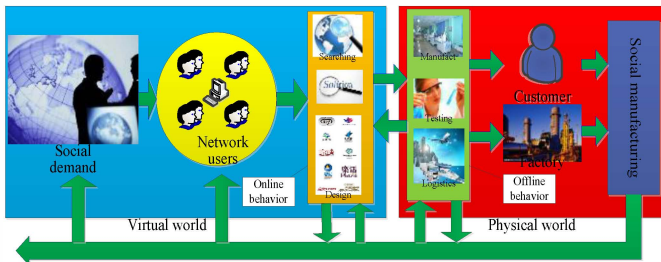 Social
demand
Network
users
Searching
Solution
Design
Online
behavior
Virtual world
Manufact
Testing
Logistics
Customer
Factory
Offline
behavior
Physical world
Social manufacturing